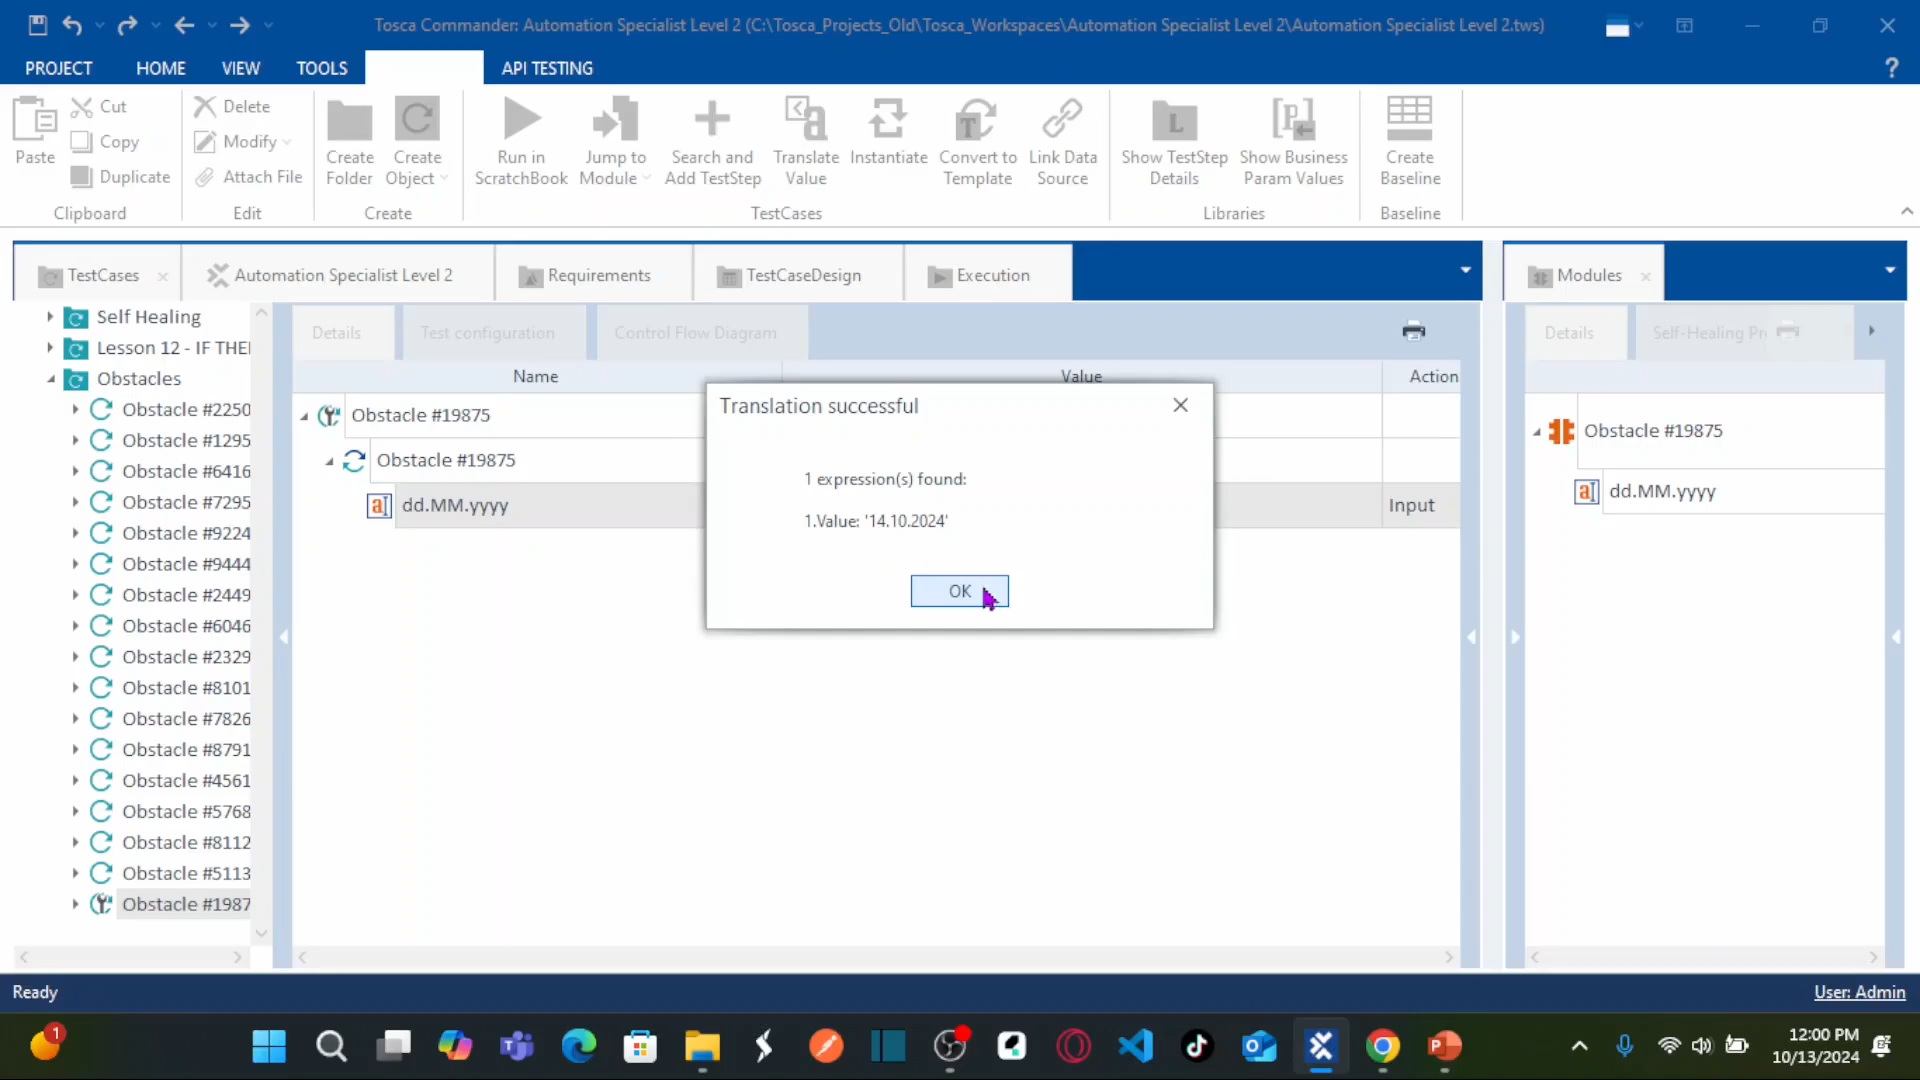 Tosca Commander: Automation Specialist Level 2 (C:\Tosca_Projects_Old\Tosca_Workspaces\Automation Specialist Level 2\Automation Specialist Level 2.tws)
PROJECT HOME VIEW TOOLS API TESTING ?
Paste
Cut
Copy
Duplicate
Clipboard
Delete
Modify
Attach File
Edit
Create Folder
Create Object
Create
Run in ScratchBook
Jump to Module
Search and Add TestStep
Translate Value
Instantiate
Convert to Template
Link Data Source
TestCases
Show TestStep Details
Show Business Param Values
Libraries
Create Baseline
Baseline
TestCases
Automation Specialist Level 2
Requirements
TestCaseDesign
Execution
Modules
Self Healing
Lesson 12 - IF THE
Obstacles
Obstacle #2250
Obstacle #1295
Obstacle #6416
Obstacle #7295
Obstacle #9224
Obstacle #9444
Obstacle #2449
Obstacle #6046
Obstacle #2329
Obstacle #8101
Obstacle #7826
Obstacle #8791
Obstacle #4561
Obstacle #5768
Obstacle #8112
Obstacle #5113
Obstacle #1987
Details
Test configuration
Control Flow Diagram
Name Value Action
Obstacle #19875
Obstacle #19875
dd.MM.yyyy Input
Translation successful
1 expression(s) found:
1.Value: '14.10.2024'
OK
Details
Self-Healing Pr
Obstacle #19875
dd.MM.yyyy
Ready
User: Admin
1
12:00 PM
10/13/2024